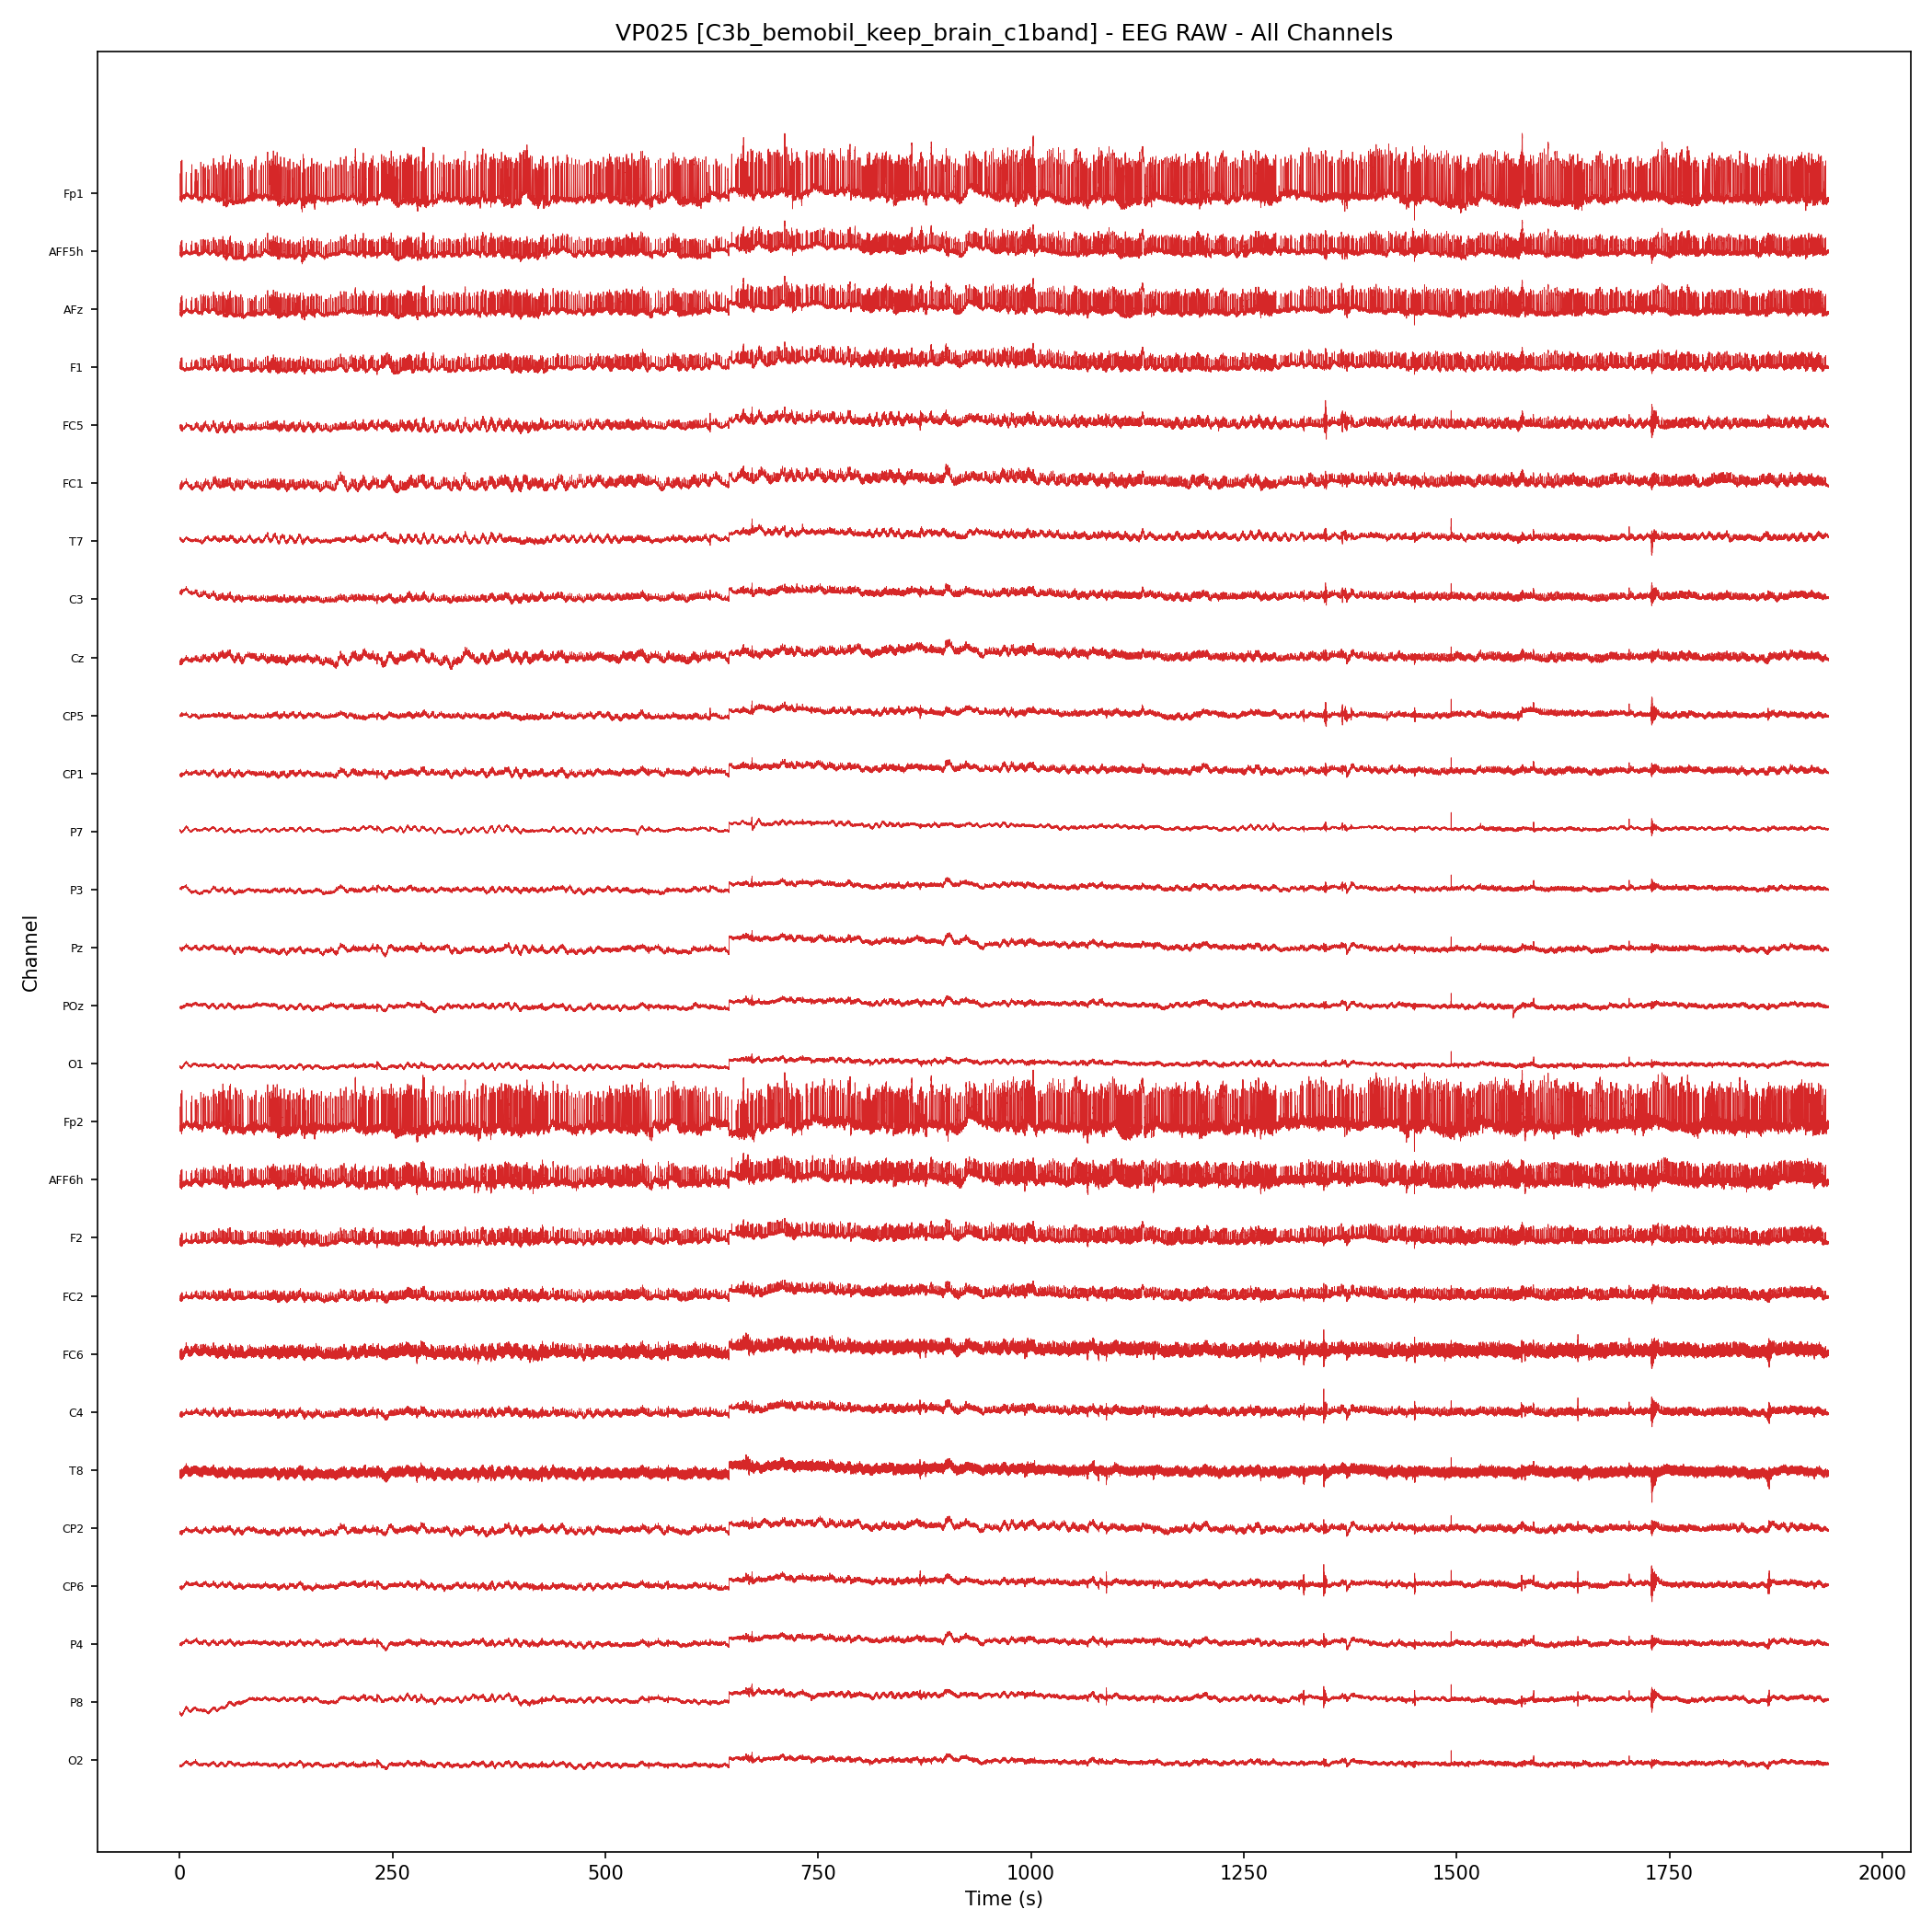 VP025 [C3b_bemobil_keep_brain_c1band] - EEG RAW - All Channels
Fp1
AFF5h
AFz
F1
FC5
FC1
T7
C3
Cz
CP5
CP1
P7
P3
Pz
POz
O1
Fp2
AFF6h
F2
FC2
FC6
C4
T8
CP2
CP6
P4
P8
O2
Channel
0 250 500 750 1000 1250 1500 1750 2000
Time (s)